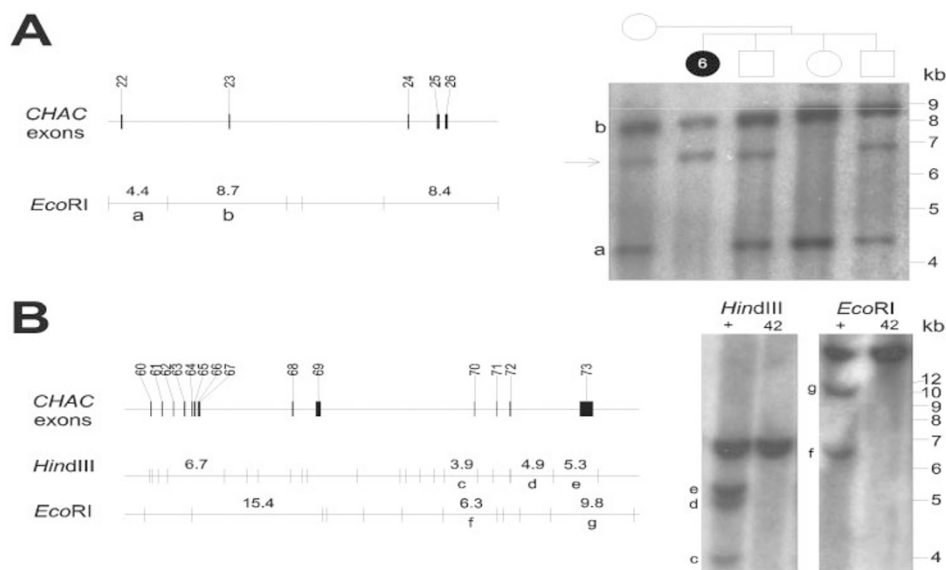 A
22 23 24 25 26
CHAC
exons
4.4 8.7 8.4
EcoRI
a b
6
kb
b
9
8
7
6
5
a
4
B
60 61 62 63 64 65 66 67 68 69 70 71 72 73
CHAC
exons
HindIII
6.7 3.9 4.9 5.3
c d e
EcoRI
15.4 6.3 9.8
f g
HindIII EcoRI
+ 42 + 42 kb
g
12
10
9
8
7
f
6
e
d
5
c
4